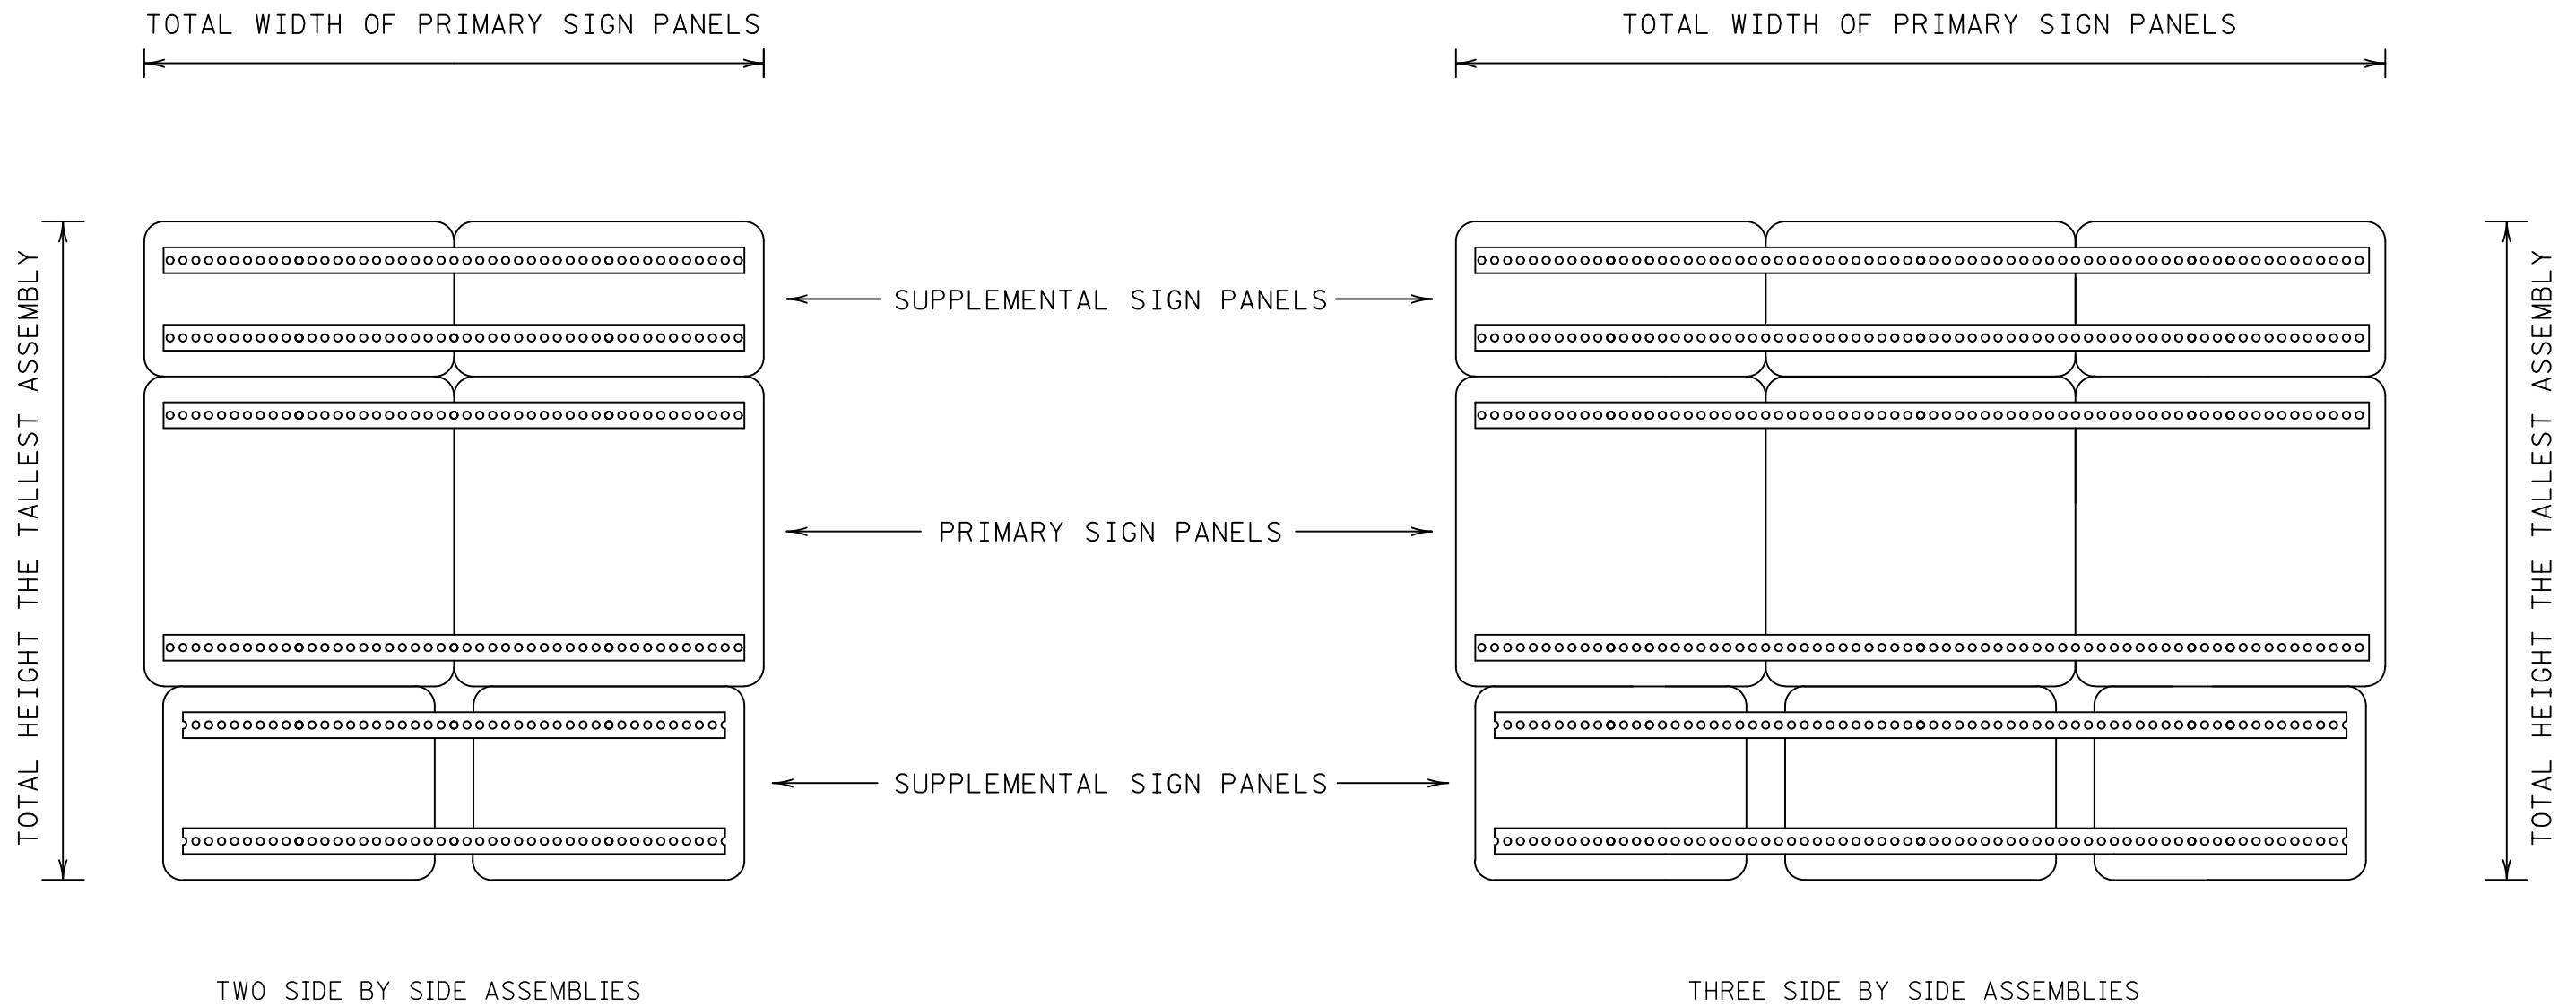 TOTAL WIDTH OF PRIMARY SIGN PANELS
TOTAL WIDTH OF PRIMARY SIGN PANELS
TOTAL HEIGHT THE TALLEST ASSEMBLY
SUPPLEMENTAL SIGN PANELS
PRIMARY SIGN PANELS
SUPPLEMENTAL SIGN PANELS
TOTAL HEIGHT THE TALLEST ASSEMBLY
TWO SIDE BY SIDE ASSEMBLIES
THREE SIDE BY SIDE ASSEMBLIES